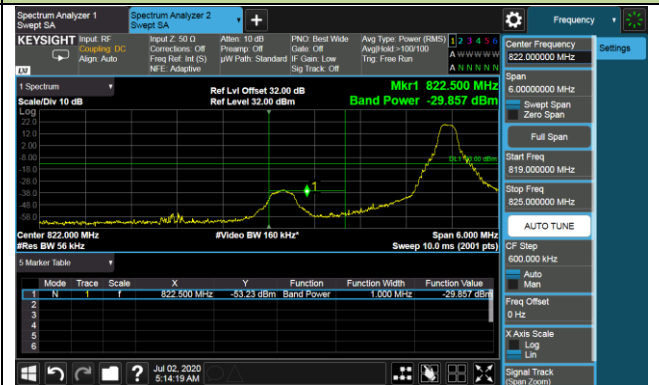 Spectrum Analyzer 1
Swept SA
Spectrum Analyzer 2
Swept SA
+
Frequency
KEYSIGHT
Input: RF
Coupling: DC
Align: Auto
Input Z: 50 Ω
Corrections: Off
Freq Ref: Int (S)
NFE: Adaptive
Atten: 10 dB
Preamp: Off
µW Path: Standard
PNO: Best Wide
Gate: Off
IF Gain: Low
Sig Track: Off
Avg Type: Power (RMS)
Avg|Hold:>100/100
Trig: Free Run
1 2 3 4 5 6
A W W W W W
A N N N N N
LXI
1 Spectrum
Scale/Div 10 dB
Ref Lvl Offset 32.00 dB
Ref Level 32.00 dBm
Mkr1 822.500 MHz
Band Power -29.857 dBm
Log
22.0
12.0
2.00
-8.00
-18.0
-28.0
-38.0
-48.0
-58.0
1
Center 822.000 MHz
#Res BW 56 kHz
#Video BW 160 kHz*
Span 6.000 MHz
Sweep 10.0 ms (2001 pts)
5 Marker Table
Mode Trace Scale X Y Function Function Width Function Value
1 N 1 f 822.500 MHz -53.23 dBm Band Power 1.000 MHz -29.857 dBm
2
3
4
5
6
Jul 02, 2020
5:14:19 AM
Center Frequency
822.000000 MHz
Settings
Span
6.00000000 MHz
Swept Span
Zero Span
Full Span
Start Freq
819.000000 MHz
Stop Freq
825.000000 MHz
AUTO TUNE
CF Step
600.000 kHz
Auto
Man
Freq Offset
0 Hz
X Axis Scale
Log
Lin
Signal Track
(Span Zoom)